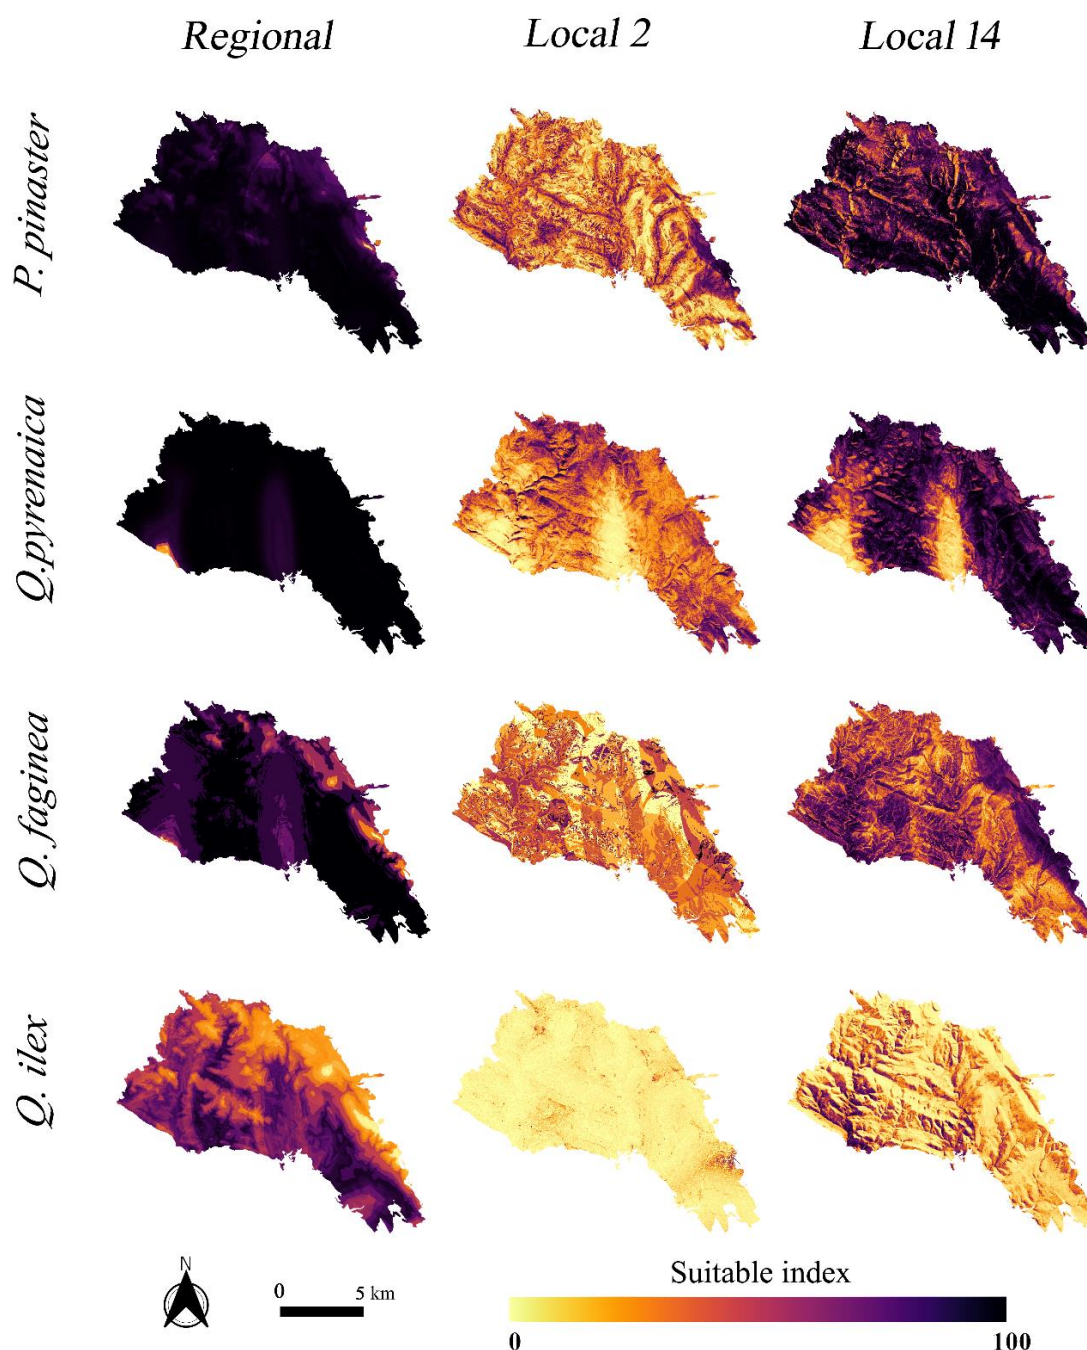 Regional Local 2 Local 14
P. pinaster
Q.pyrenaica
Q. faginea
Q. ilex
N
0 5 km
Suitable index
0 100